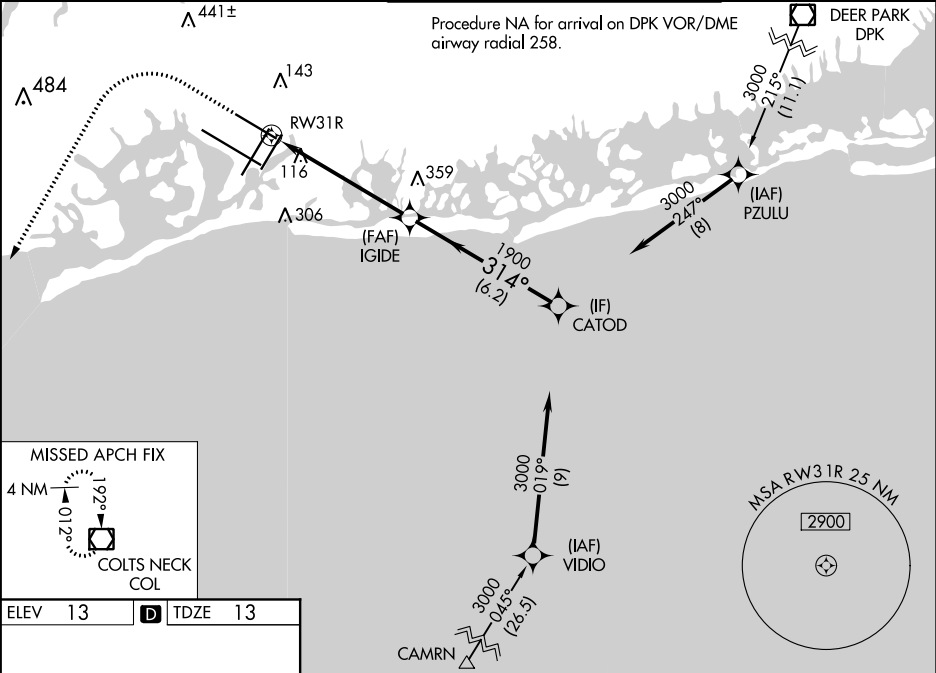 441±
Procedure NA for arrival on DPK VOR/DME
airway radial 258.
DEER PARK
DPK
484
143
3000
215°
(11.1)
RW31R
116
359
(IAF)
PZULU
3000
247°
(8)
306
(FAF)
IGIDE
1900
314°
(6.2)
(IF)
CATOD
MISSED APCH FIX
4 NM
192°
012°
COLTS NECK
COL
3000
019°
(9)
MSA RW31R 25 NM
2900
(IAF)
VIDIO
3000
045°
(26.5)
CAMRN
ELEV 13 D TDZE 13